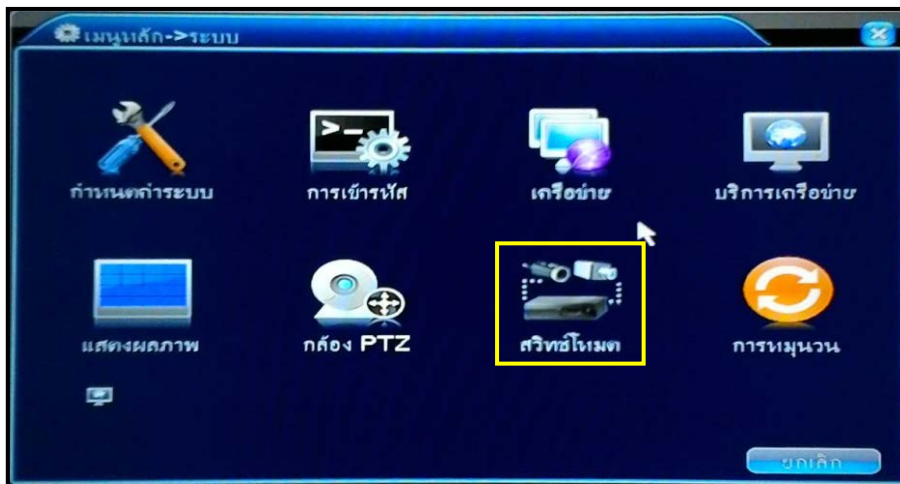 เมนูหลัก->ระบบ
กำหนดค่าระบบ
การเข้ารหัส
เครือข่าย
บริการเครือข่าย
แสดงผลภาพ
กล้อง PTZ
สวิทช์โหมด
การหมุนวน
ยกเลิก